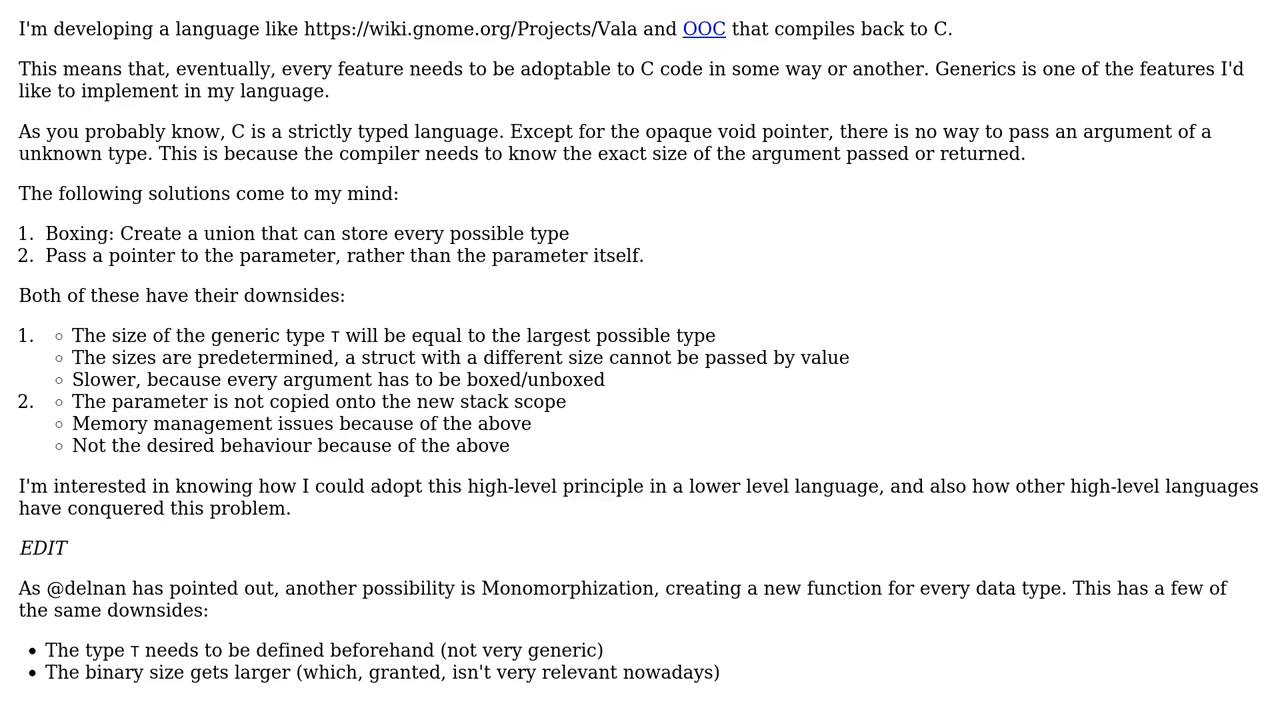 I'm developing a language like https://wiki.gnome.org/Projects/Vala and OOC that compiles back to C.
This means that, eventually, every feature needs to be adoptable to C code in some way or another. Generics is one of the features I'd
like to implement in my language.
As you probably know, C is a strictly typed language. Except for the opaque void pointer, there is no way to pass an argument of a
unknown type. This is because the compiler needs to know the exact size of the argument passed or returned.
The following solutions come to my mind:
1. Boxing: Create a union that can store every possible type
2. Pass a pointer to the parameter, rather than the parameter itself.
Both of these have their downsides:
1. ○ The size of the generic type T will be equal to the largest possible type
○ The sizes are predetermined, a struct with a different size cannot be passed by value
○ Slower, because every argument has to be boxed/unboxed
2. ○ The parameter is not copied onto the new stack scope
○ Memory management issues because of the above
○ Not the desired behaviour because of the above
I'm interested in knowing how I could adopt this high-level principle in a lower level language, and also how other high-level languages
have conquered this problem.
EDIT
As @delnan has pointed out, another possibility is Monomorphization, creating a new function for every data type. This has a few of
the same downsides:
• The type T needs to be defined beforehand (not very generic)
• The binary size gets larger (which, granted, isn't very relevant nowadays)